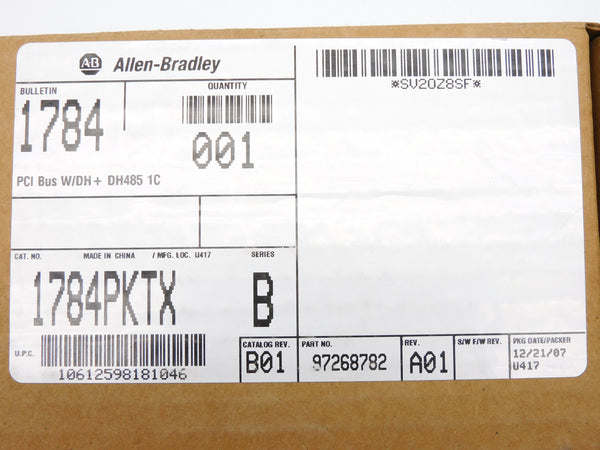 AB Allen-Bradley
*SV20Z8SF*
BULLETIN
QUANTITY
1784
001
PCI Bus W/DH+ DH485 1C
CAT. NO. MADE IN CHINA / MFG. LOC. U417 SERIES
1784PKTX B
U.P.C.
10612598181046
CATALOG REV. PART NO. REV. S/W F/W REV. PKG DATE/PACKER
B01 97268782 A01 12/21/07
U417